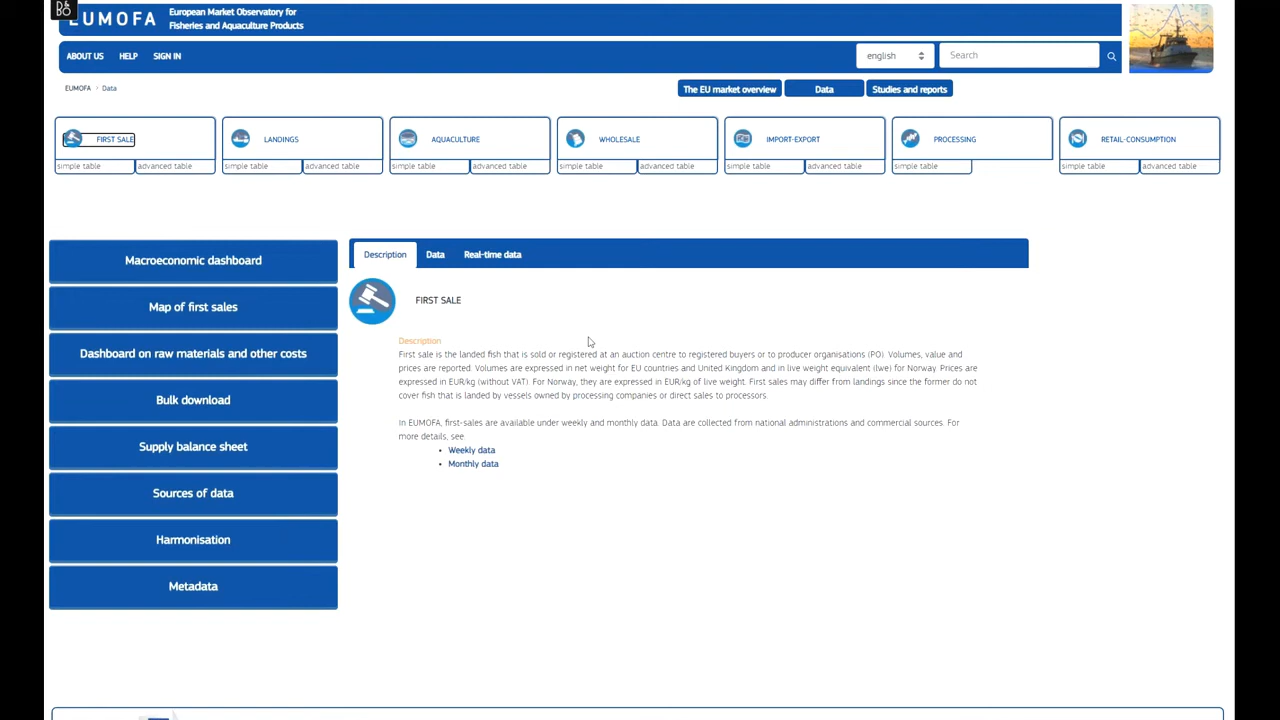 EUMOFA
European Market Observatory for
Fisheries and Aquaculture Products
ABOUT US HELP SIGN IN
english
Search
EUMOFA > Data
The EU market overview Data Studies and reports
FIRST SALE LANDINGS AQUACULTURE WHOLESALE IMPORT-EXPORT PROCESSING RETAIL-CONSUMPTION
simple table advanced table simple table advanced table simple table advanced table simple table advanced table simple table advanced table simple table simple table advanced table
Macroeconomic dashboard
Map of first sales
Dashboard on raw materials and other costs
Bulk download
Supply balance sheet
Sources of data
Harmonisation
Metadata
Description Data Real-time data
FIRST SALE
Description
First sale is the landed fish that is sold or registered at an auction centre to registered buyers or to producer organisations (PO). Volumes, value and
prices are reported. Volumes are expressed in net weight for EU countries and United Kingdom and in live weight equivalent (lwe) for Norway. Prices are
expressed in EUR/kg (without VAT). For Norway, they are expressed in EUR/kg of live weight. First sales may differ from landings since the former do not
cover fish that is landed by vessels owned by processing companies or direct sales to processors.
In EUMOFA, first-sales are available under weekly and monthly data. Data are collected from national administrations and commercial sources. For
more details, see:
• Weekly data
• Monthly data